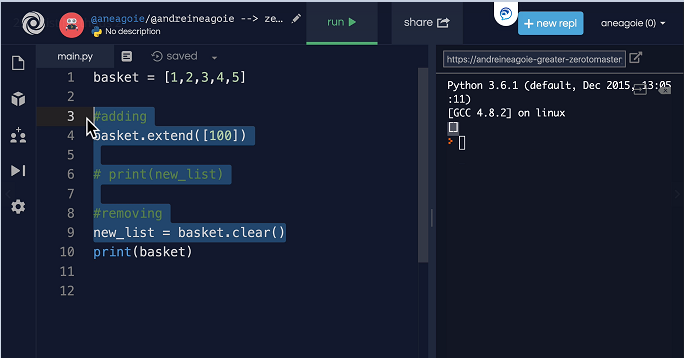 @aneagoie/@andreineagoie --> ze...
No description
run
share
+ new repl
aneagoie (0)
main.py
saved
https://andreineagoie-greater-zerotomaster
1 basket = [1,2,3,4,5]
2
3 #adding
4 basket.extend([100])
5
6 # print(new_list)
7
8 #removing
9 new_list = basket.clear()
10 print(basket)
11
12
Python 3.6.1 (default, Dec 2015, 13:05
:11)
[GCC 4.8.2] on linux
[]